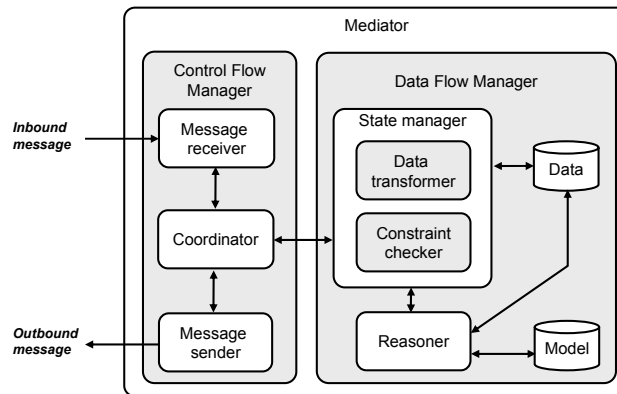 Mediator
Control Flow
Manager
Data Flow Manager
Inbound
message
Message
receiver
State manager
Data
transformer
Data
Coordinator
Constraint
checker
Outbound
message
Message
sender
Reasoner
Model